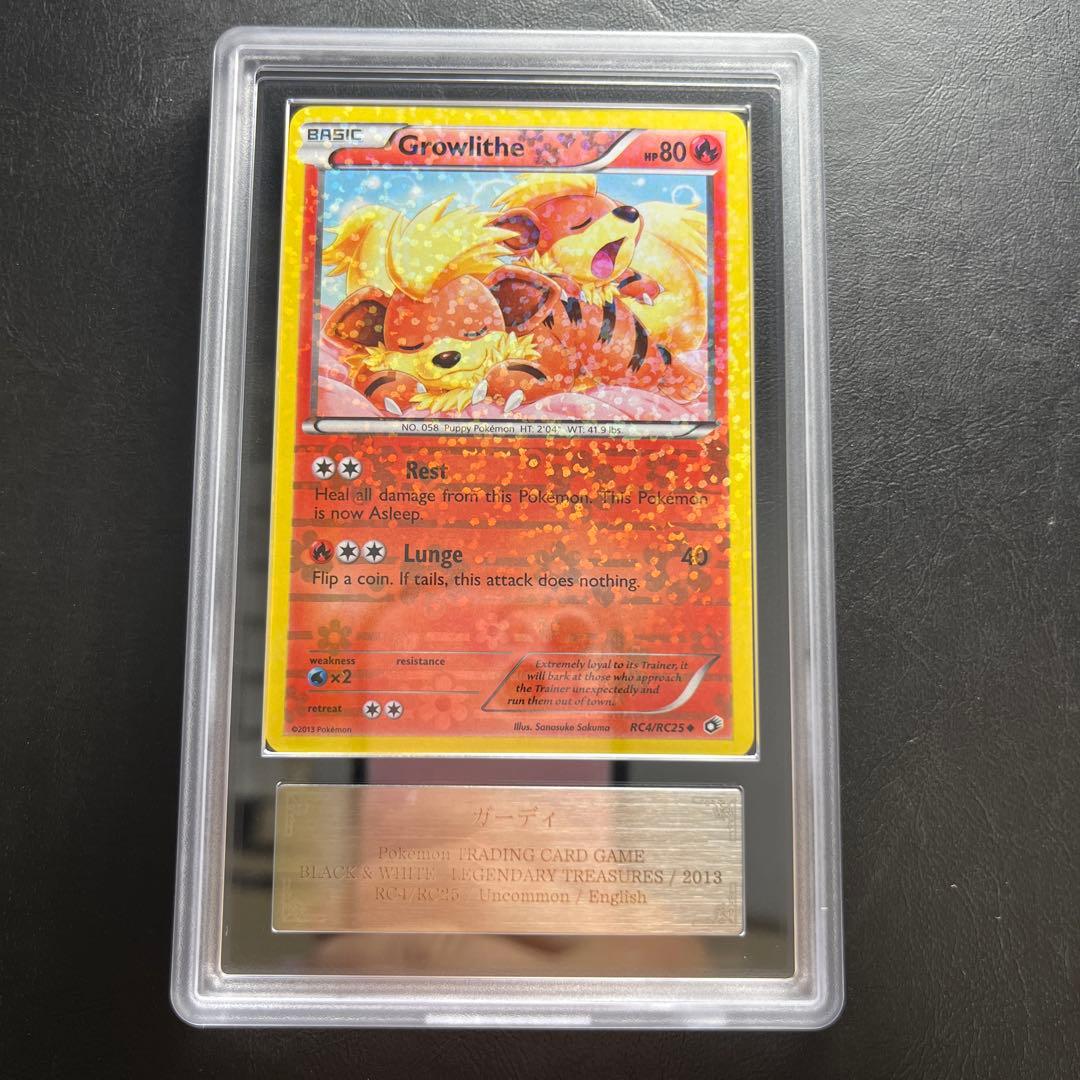 BASIC Growlithe HP 80
NO. 058 Puppy Pokémon HT: 2'04" WT: 41.9 lbs.
Rest
Heal all damage from this Pokémon. This Pokémon
is now Asleep.
Lunge 40
Flip a coin. If tails, this attack does nothing.
weakness resistance
×2
retreat
Extremely loyal to its Trainer, it
will bark at those who approach
the Trainer unexpectedly and
run them out of town.
©2013 Pokémon Illus. Sanosuke Sakuma RC4/RC25
ガーディ
Pokémon TRADING CARD GAME
BLACK & WHITE LEGENDARY TREASURES / 2013
RC4/RC25 Uncommon / English